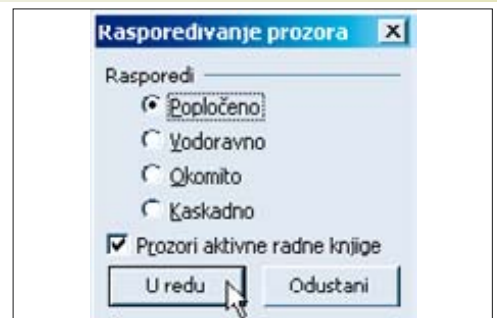 Raspoređivanje prozora
Rasporedi
Popločeno
Vodoravno
Okomito
Kaskadno
Prozori aktivne radne knjige
U redu Odustani